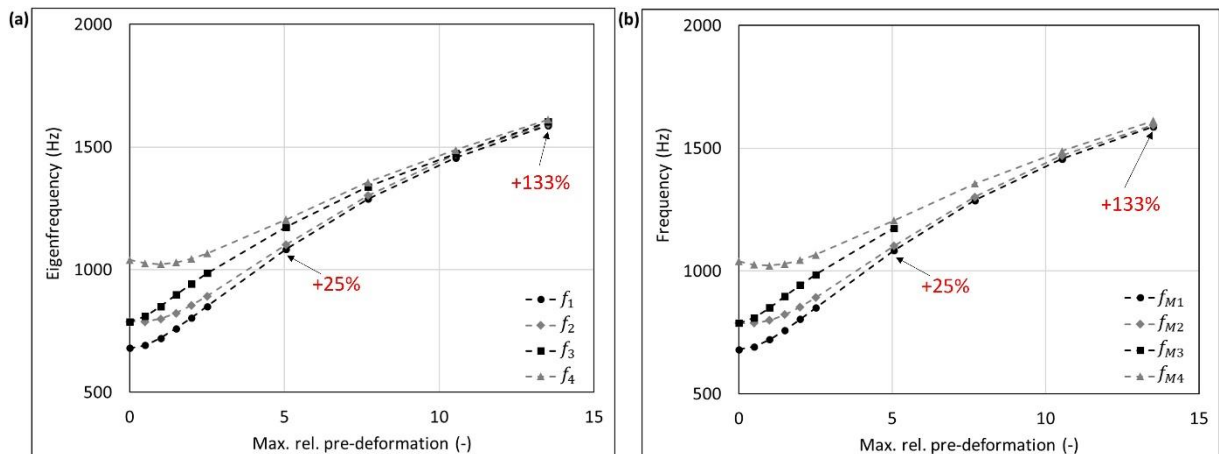 (a)
2000
1500
1000
500
Eigenfrequency (Hz)
+133%
+25%
f1
f2
f3
f4
0 5 10 15
Max. rel. pre-deformation (-)
(b)
2000
1500
1000
500
Frequency (Hz)
+133%
+25%
fM1
fM2
fM3
fM4
0 5 10 15
Max. rel. pre-deformation (-)